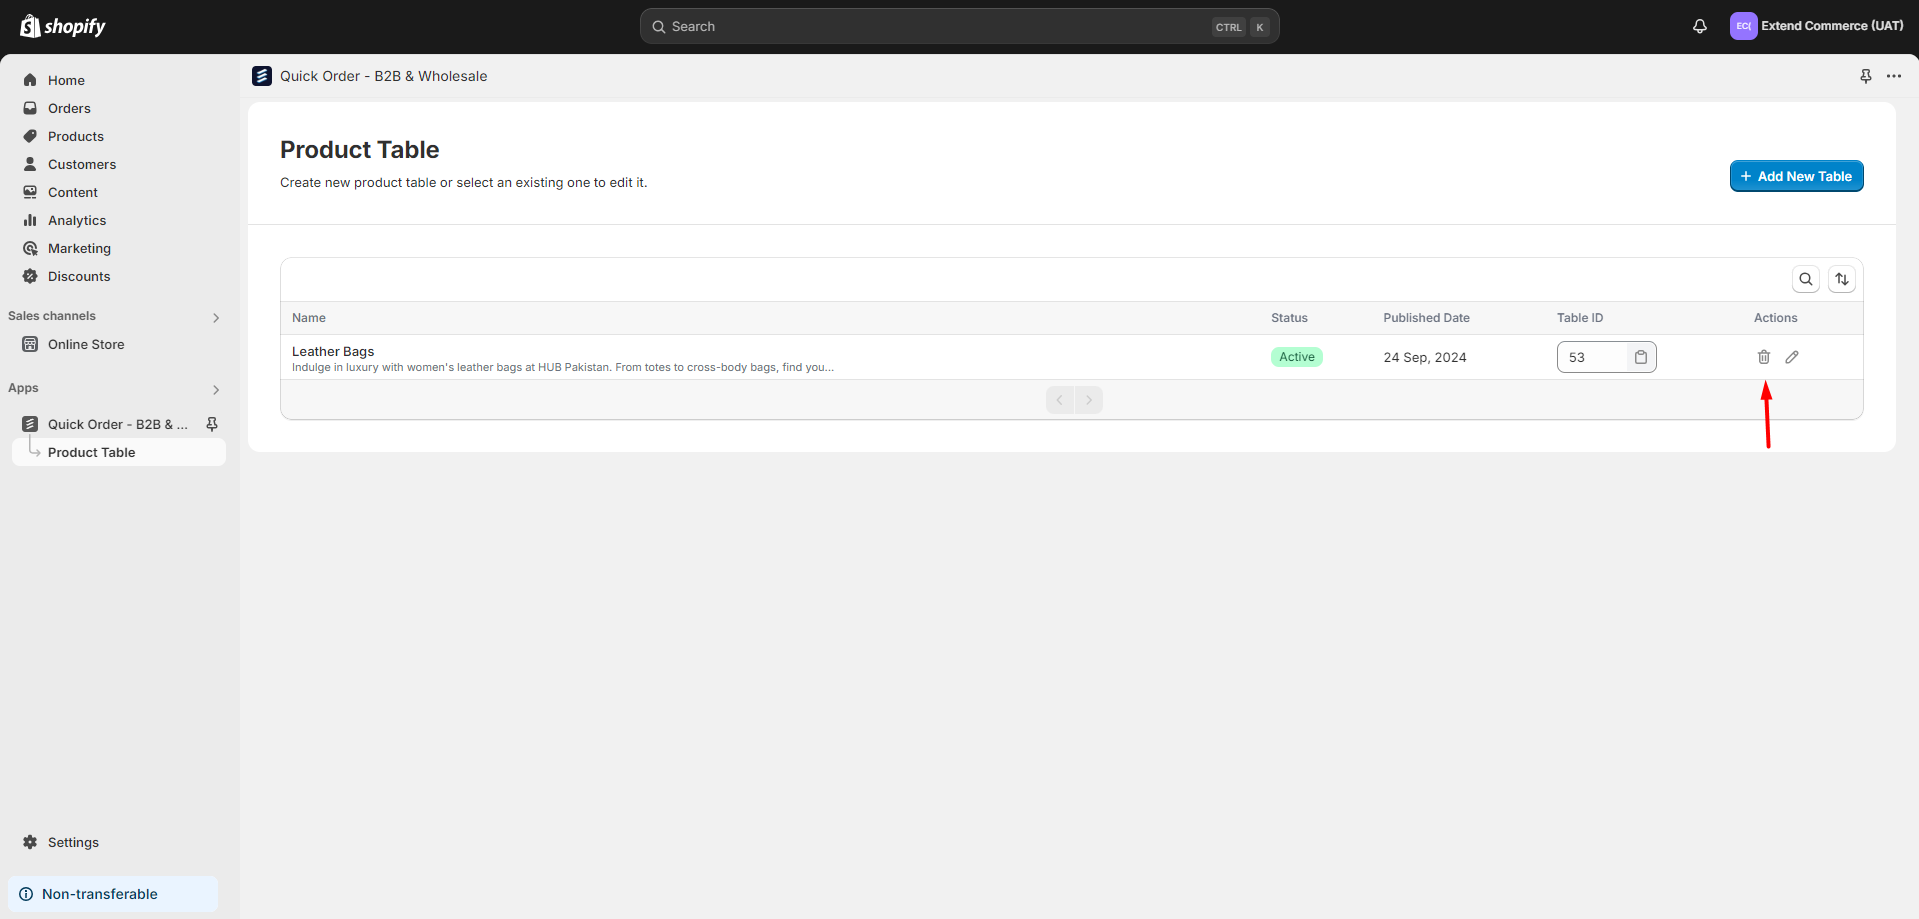 shopify
Search
CTRL K
EC(
Extend Commerce (UAT)
Home
Orders
Products
Customers
Content
Analytics
Marketing
Discounts
Sales channels
Online Store
Apps
Quick Order - B2B & ...
Product Table
Settings
Non-transferable
Quick Order - B2B & Wholesale
Product Table
Create new product table or select an existing one to edit it.
+ Add New Table
Name Status Published Date Table ID Actions
Leather Bags
Indulge in luxury with women's leather bags at HUB Pakistan. From totes to cross-body bags, find you...
Active
24 Sep, 2024
53